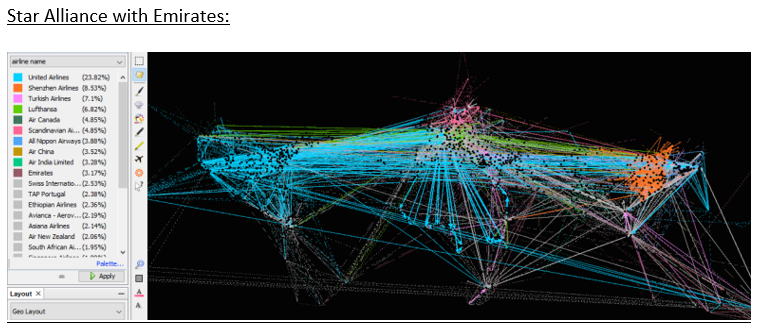 Star Alliance with Emirates:
airline name
United Airlines (23.82%)
Shenzhen Airlines (8.53%)
Turkish Airlines (7.1%)
Lufthansa (6.82%)
Air Canada (4.85%)
Scandinavian Ai... (4.85%)
All Nippon Airways (3.88%)
Air China (3.52%)
Air India Limited (3.28%)
Emirates (3.17%)
Swiss Internatio... (2.53%)
TAP Portugal (2.38%)
Ethiopian Airlines (2.36%)
Avianca - Aerov... (2.19%)
Asiana Airlines (2.14%)
Air New Zealand (2.06%)
South African Ai... (1.95%)
Palette...
Apply
Layout
Geo Layout